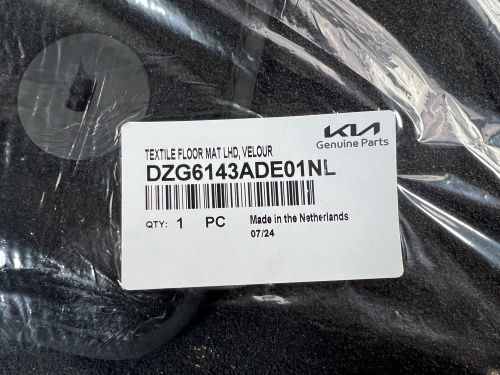 KIA
Genuine Parts
TEXTILE FLOOR MAT LHD, VELOUR
DZG6143ADE01NL
QTY: 1 PC Made in the Netherlands
07/24